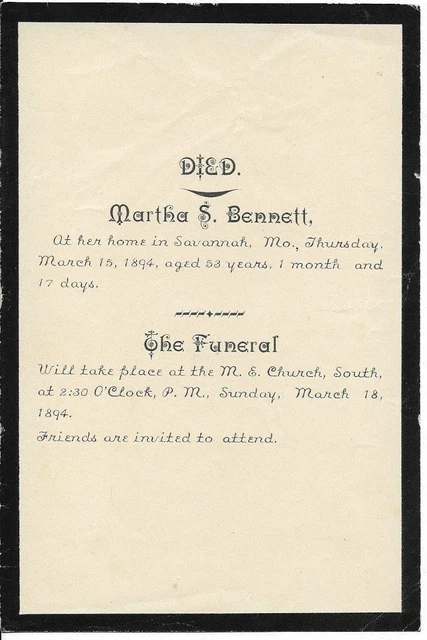 DIED.
Martha S. Bennett,
At her home in Savannah, Mo., Thursday,
March 15, 1894, aged 53 years, 1 month and
17 days.
The Funeral
Will take place at the M. E. Church, South,
at 2:30 O'Clock, P. M., Sunday, March 18,
1894.
Friends are invited to attend.